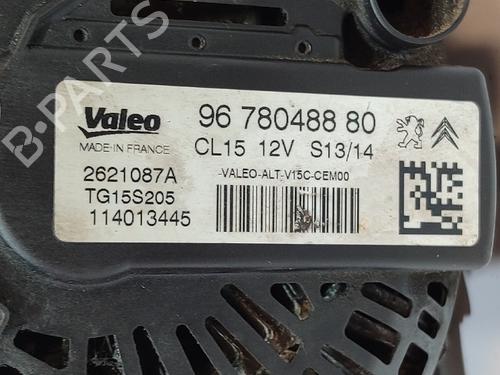 B-PARTS
Valeo
MADE IN FRANCE
96 780488 80
CL15 12V S13/14
2621087A
TG15S205
114013445
-VALEO-ALT-V15C-CEM00